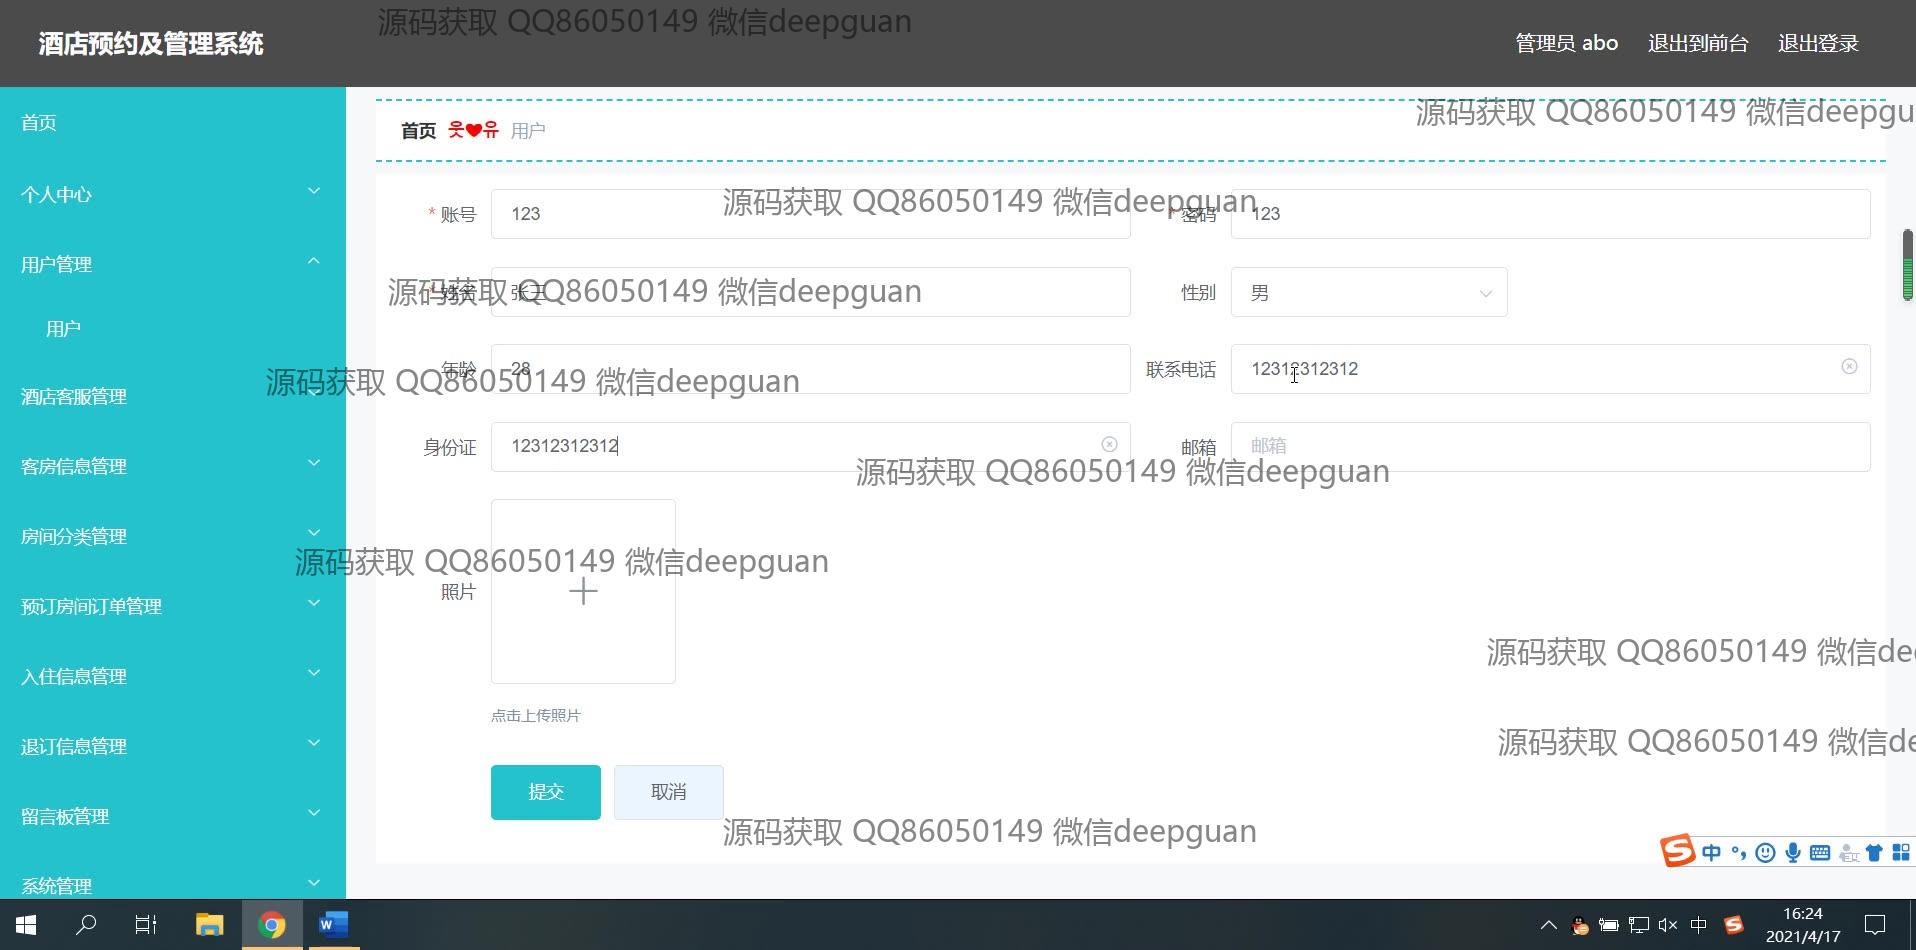 酒店预约及管理系统
源码获取 QQ86050149 微信deepguan
管理员 abo 退出到前台 退出登录
首页
个人中心
用户管理
用户
酒店客服管理
客房信息管理
房间分类管理
预订房间订单管理
入住信息管理
退订信息管理
留言板管理
系统管理
首页 웃❤유 用户
源码获取 QQ86050149 微信deepgu
* 账号 123
源码获取 QQ86050149 微信deepguan
* 密码 123
* 姓名 张三
源码获取 QQ86050149 微信deepguan
性别 男
年龄 28
源码获取 QQ86050149 微信deepguan
联系电话 12312312312
身份证 12312312312
邮箱 邮箱
源码获取 QQ86050149 微信deepguan
源码获取 QQ86050149 微信deepguan
照片
源码获取 QQ86050149 微信de
点击上传照片
源码获取 QQ86050149 微信de
提交 取消
源码获取 QQ86050149 微信deepguan
S 中
W
中 S
16:24
2021/4/17